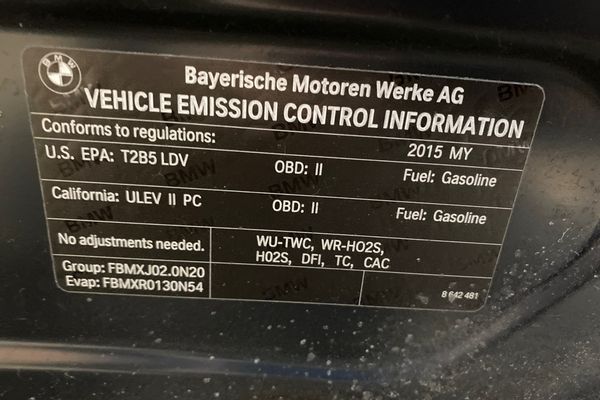 BMW
Bayerische Motoren Werke AG
VEHICLE EMISSION CONTROL INFORMATION
Conforms to regulations: 2015 MY
U.S. EPA: T2B5 LDV OBD: II Fuel: Gasoline
California: ULEV II PC OBD: II Fuel: Gasoline
No adjustments needed. WU-TWC, WR-HO2S,
HO2S, DFI, TC, CAC
Group: FBMXJ02.0N20
Evap: FBMXR0130N54
8 642 481